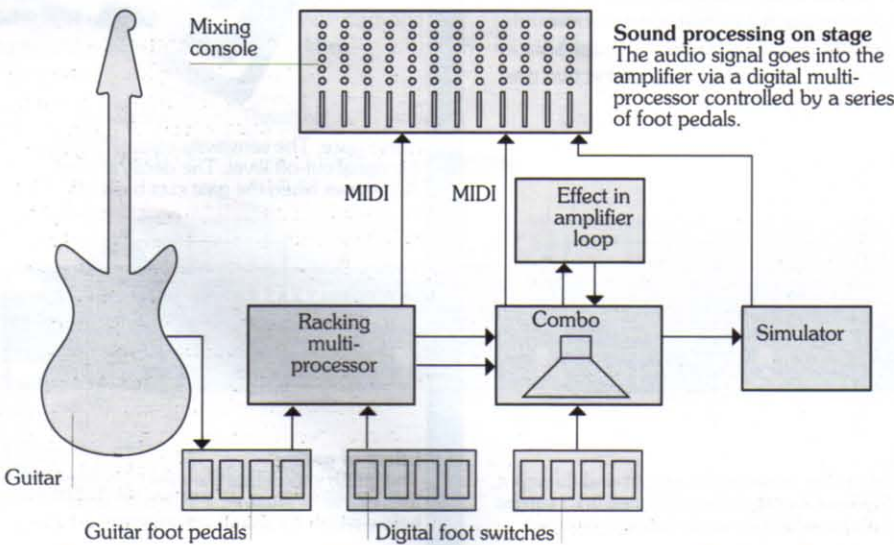 Mixing
console
Sound processing on stage
The audio signal goes into the
amplifier via a digital multi-
processor controlled by a series
of foot pedals.
MIDI
MIDI
Effect in
amplifier
loop
Racking
multi-
processor
Combo
Simulator
Guitar
Guitar foot pedals
Digital foot switches